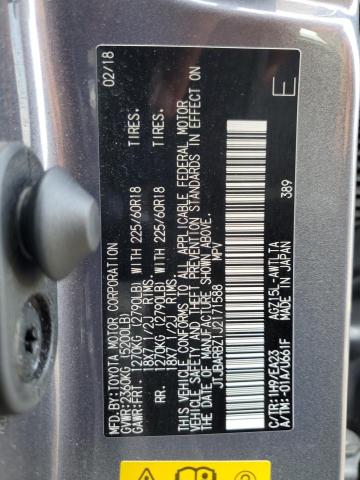 MFD.BY:TOYOTA MOTOR CORPORATION 02/18
GVWR:2360KG (5200LB)
GAWR:FRT. 1270KG (2790LB) WITH 225/60R18 TIRES.
18X7 1/2J RIMS.
RR. 1270KG (2790LB) WITH 225/60R18 TIRES.
18X7 1/2J RIMS.
THIS VEHICLE CONFORMS TO ALL APPLICABLE FEDERAL MOTOR
VEHICLE SAFETY AND THEFT PREVENTION STANDARDS IN EFFECT ON
THE DATE OF MANUFACTURE SHOWN ABOVE.
JTJBARBZ1J2171588 MPV
E
389
C/TR:1H9/EA23 AGZ15L-AWTLTA
A/TM:-01A/U661F MADE IN JAPAN